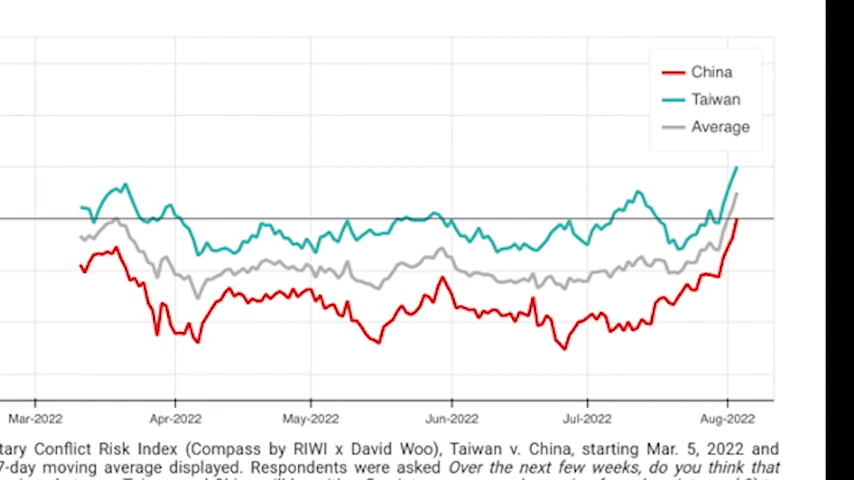 China
Taiwan
Average
Mar-2022 Apr-2022 May-2022 Jun-2022 Jul-2022 Aug-2022
tary Conflict Risk Index (Compass by RIWI x David Woo), Taiwan v. China, starting Mar. 5, 2022 and
7-day moving average displayed. Respondents were asked Over the next few weeks, do you think that